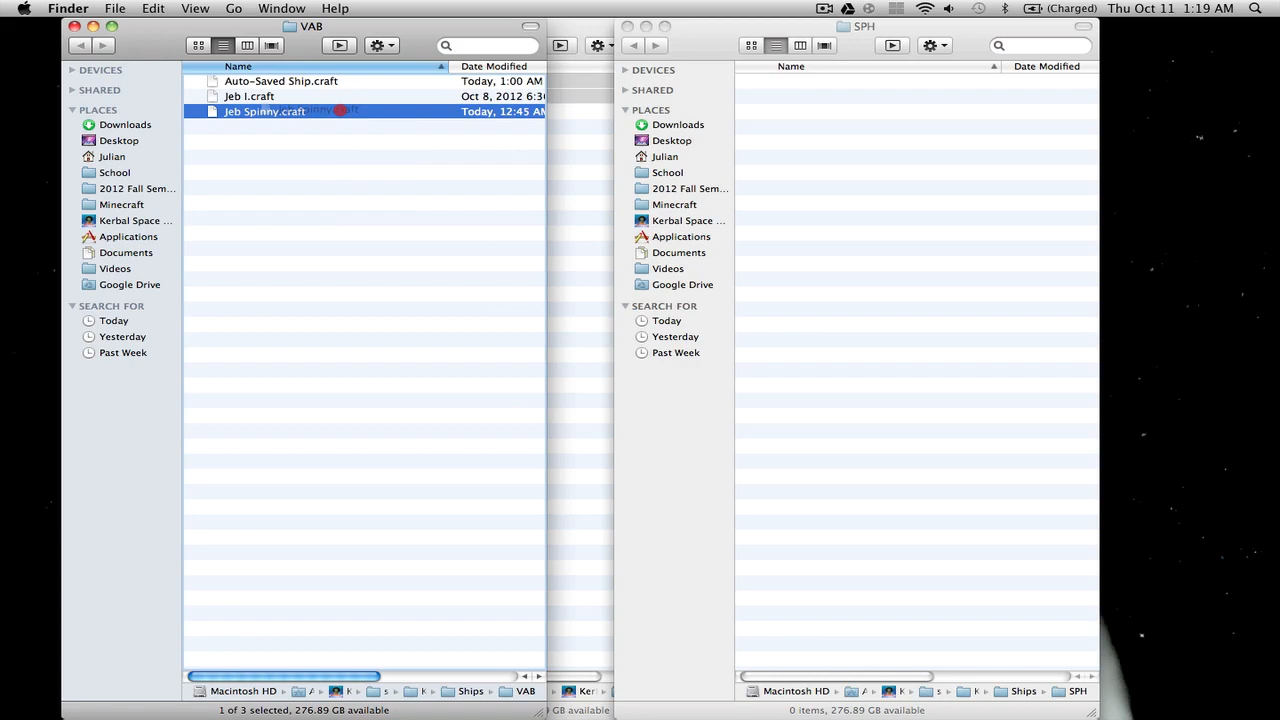 Finder File Edit View Go Window Help (Charged) Thu Oct 11 1:19 AM
VAB
Name Date Modified
DEVICES
SHARED
PLACES
Downloads
Desktop
Julian
School
2012 Fall Sem...
Minecraft
Kerbal Space ...
Applications
Documents
Videos
Google Drive
SEARCH FOR
Today
Yesterday
Past Week
Auto-Saved Ship.craft Today, 1:00 AM
Jeb I.craft Oct 8, 2012 6:3
Jeb Spinny.craft Today, 12:45 AM
Macintosh HD A K s K Ships VAB
1 of 3 selected, 276.89 GB available
Ker
GB available
SPH
Name Date Modified
DEVICES
SHARED
PLACES
Downloads
Desktop
Julian
School
2012 Fall Sem...
Minecraft
Kerbal Space ...
Applications
Documents
Videos
Google Drive
SEARCH FOR
Today
Yesterday
Past Week
Macintosh HD A K s K Ships SPH
0 items, 276.89 GB available